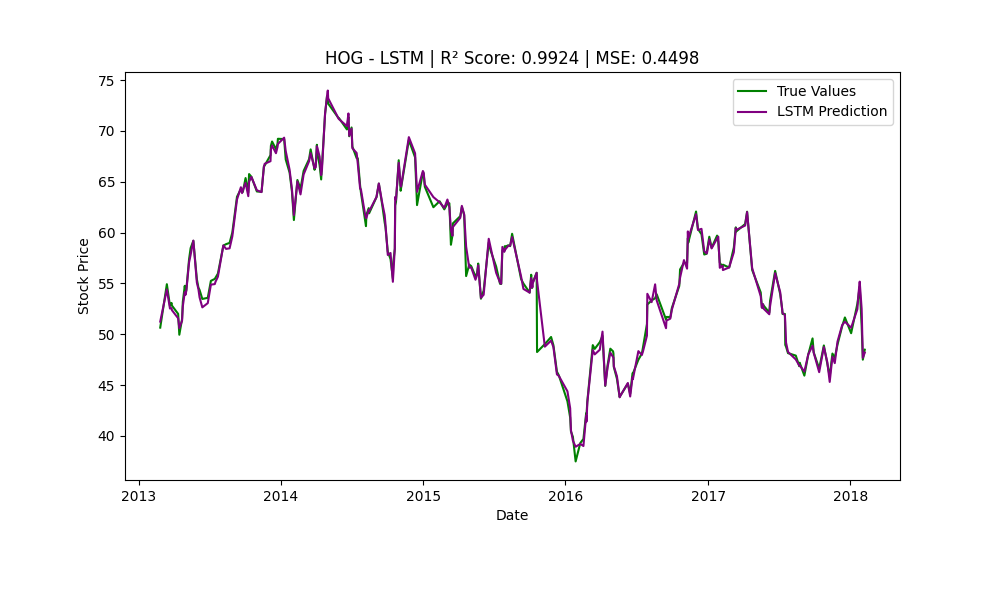 HOG - LSTM | R² Score: 0.9924 | MSE: 0.4498
True Values
LSTM Prediction
Stock Price
75
70
65
60
55
50
45
40
2013 2014 2015 2016 2017 2018
Date